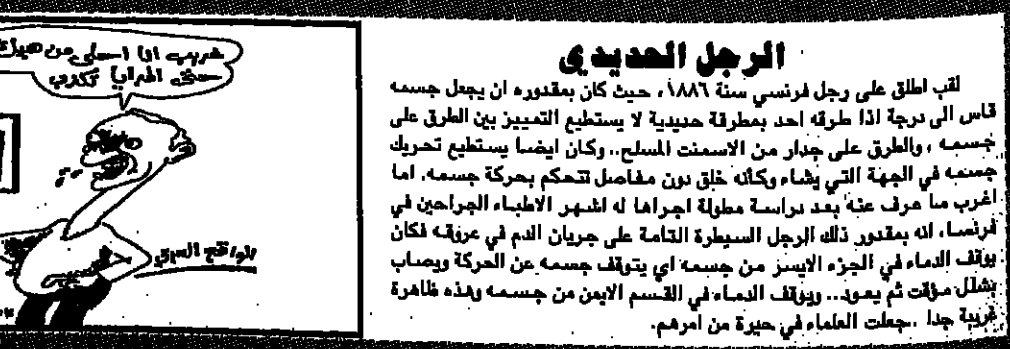 الرجل الحديدي
لقب اطلق على رجل فرنسي سنة ١٨٨٦، حيث كان بمقدوره ان يجعل جسمه
قاس الى درجة اذا طرقه احد بمطرقة حديدية لا يستطيع التمييز بين الطرق على
جسمه، والطرق على جدار من الاسمنت المسلح.. وكان ايضا يستطيع تحريك
جسمه في الجهة التي يشاء وكأنه خلق دون مفاصل تتحكم بحركة جسمه. اما
اغرب ما عرف عنه بعد دراسة مطولة اجراها له اشهر الاطباء الجراحين في
فرنسا، انه بمقدور ذلك الرجل السيطرة التامة على جريان الدم في عروقه فكان
يوقف الدماء في الجزء الايسر من جسمه اي يتوقف جسمه عن الحركة ويصاب
بشلل مؤقت ثم يعود... ويوقف الدماء في القسم الايمن من جسمه وهذه ظاهرة
غريبة جدا .جعلت العلماء في حيرة من امرهم.
غريب انا احلى من هيك
حتى المرايا تكذب